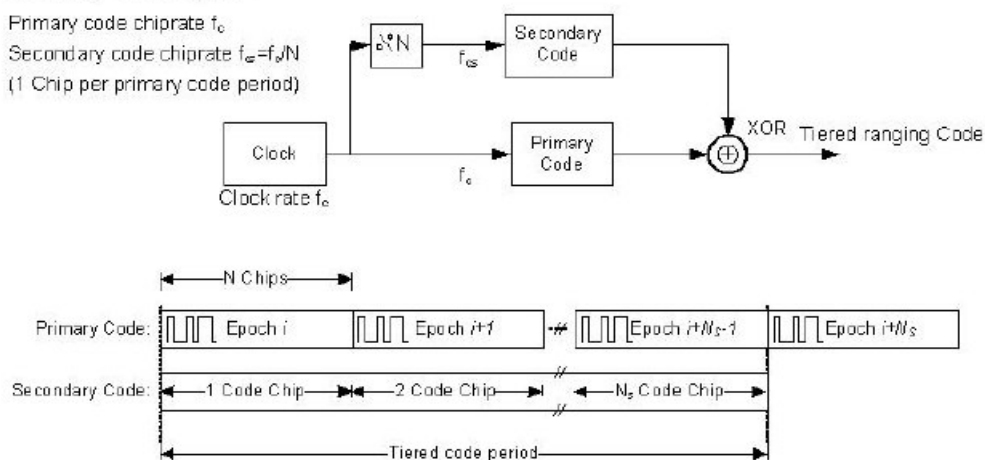 Primary code chiprate fc
Secondary code chiprate fcs=fc/N
(1 Chip per primary code period)
N
fcs
Secondary
Code
Clock
Clock rate fc
fc
Primary
Code
XOR
Tiered ranging Code
N Chips
Primary Code:
Epoch i
Epoch i+1
Epoch i+Ns-1
Epoch i+Ns
Secondary Code:
1 Code Chip
2 Code Chip
Ns Code Chip
Tiered code period